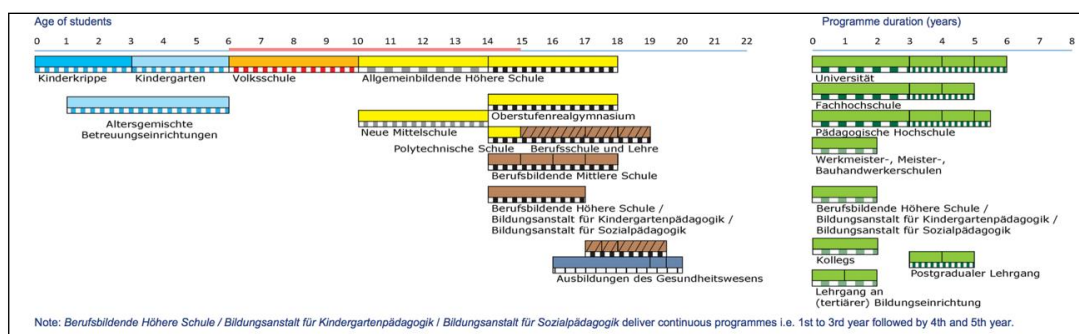 Age of students
Programme duration (years)
0 1 2 3 4 5 6 7 8 9 10 11 12 13 14 15 16 17 18 19 20 21 22
0 1 2 3 4 5 6 7 8
Kinderkrippe
Kindergarten
Volksschule
Allgemeinbildende Höhere Schule
Altersgemischte
Betreuungseinrichtungen
Oberstufenrealgymnasium
Neue Mittelschule
Polytechnische Schule
Berufsschule und Lehre
Berufsbildende Mittlere Schule
Berufsbildende Höhere Schule /
Bildungsanstalt für Kindergartenpädagogik /
Bildungsanstalt für Sozialpädagogik
Ausbildungen des Gesundheitswesens
Universität
Fachhochschule
Pädagogische Hochschule
Werkmeister-, Meister-,
Bauhandwerkerschulen
Berufsbildende Höhere Schule /
Bildungsanstalt für Kindergartenpädagogik /
Bildungsanstalt für Sozialpädagogik
Kollegs
Postgradualer Lehrgang
Lehrgang an
(tertiärer) Bildungseinrichtung
Note: Berufsbildende Höhere Schule / Bildungsanstalt für Kindergartenpädagogik / Bildungsanstalt für Sozialpädagogik deliver continuous programmes i.e. 1st to 3rd year followed by 4th and 5th year.